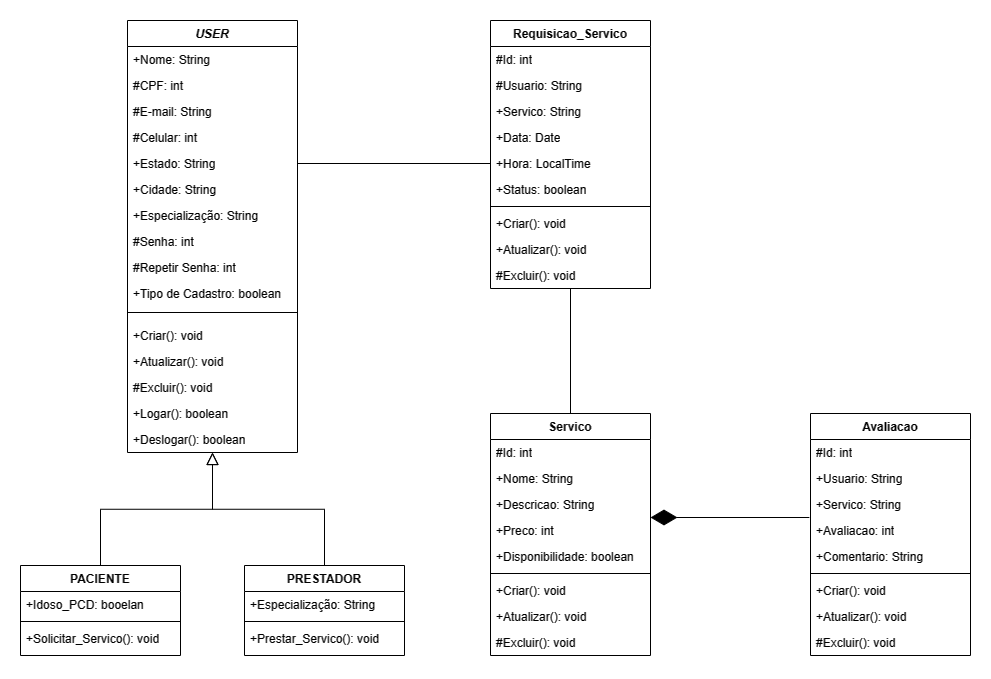 USER
+Nome: String
#CPF: int
#E-mail: String
#Celular: int
+Estado: String
+Cidade: String
+Especialização: String
#Senha: int
#Repetir Senha: int
+Tipo de Cadastro: boolean
+Criar(): void
+Atualizar(): void
#Excluir(): void
+Logar(): boolean
+Deslogar(): boolean
Requisicao_Servico
#Id: int
#Usuario: String
+Servico: String
+Data: Date
+Hora: LocalTime
+Status: boolean
+Criar(): void
+Atualizar(): void
#Excluir(): void
PACIENTE
+Idoso_PCD: booelan
+Solicitar_Servico(): void
PRESTADOR
+Especialização: String
+Prestar_Servico(): void
Servico
#Id: int
+Nome: String
+Descricao: String
+Preco: int
+Disponibilidade: boolean
+Criar(): void
+Atualizar(): void
#Excluir(): void
Avaliacao
#Id: int
+Usuario: String
+Servico: String
+Avaliacao: int
+Comentario: String
+Criar(): void
+Atualizar(): void
#Excluir(): void